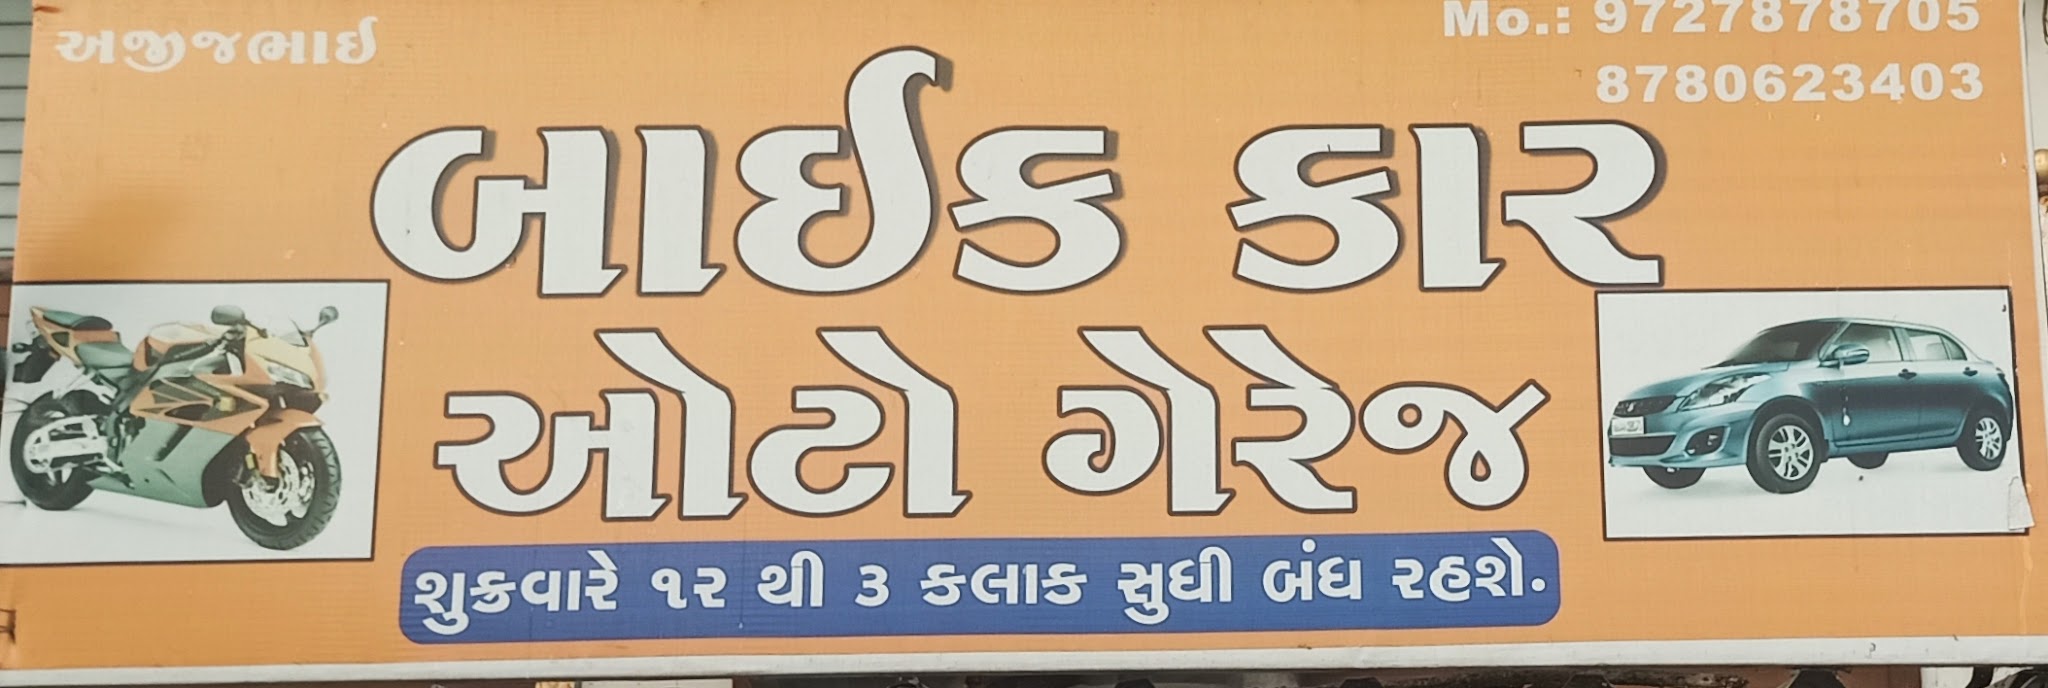 અજીજભાઈ
Mo.: 9727878705
8780623403
બાઈક કાર
ઓટો ગેરેજ
શુક્રવારે ૧૨ થી ૩ કલાક સુધી બંધ રહશે.